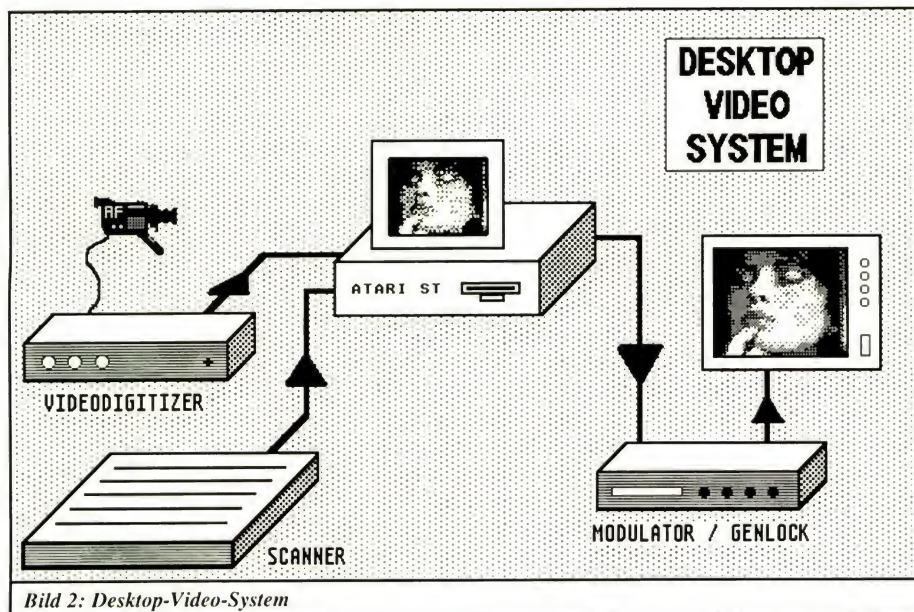 DESKTOP
VIDEO
SYSTEM
AF
ATARI ST
VIDEODIGITIZER
SCANNER
MODULATOR / GENLOCK
Bild 2: Desktop-Video-System